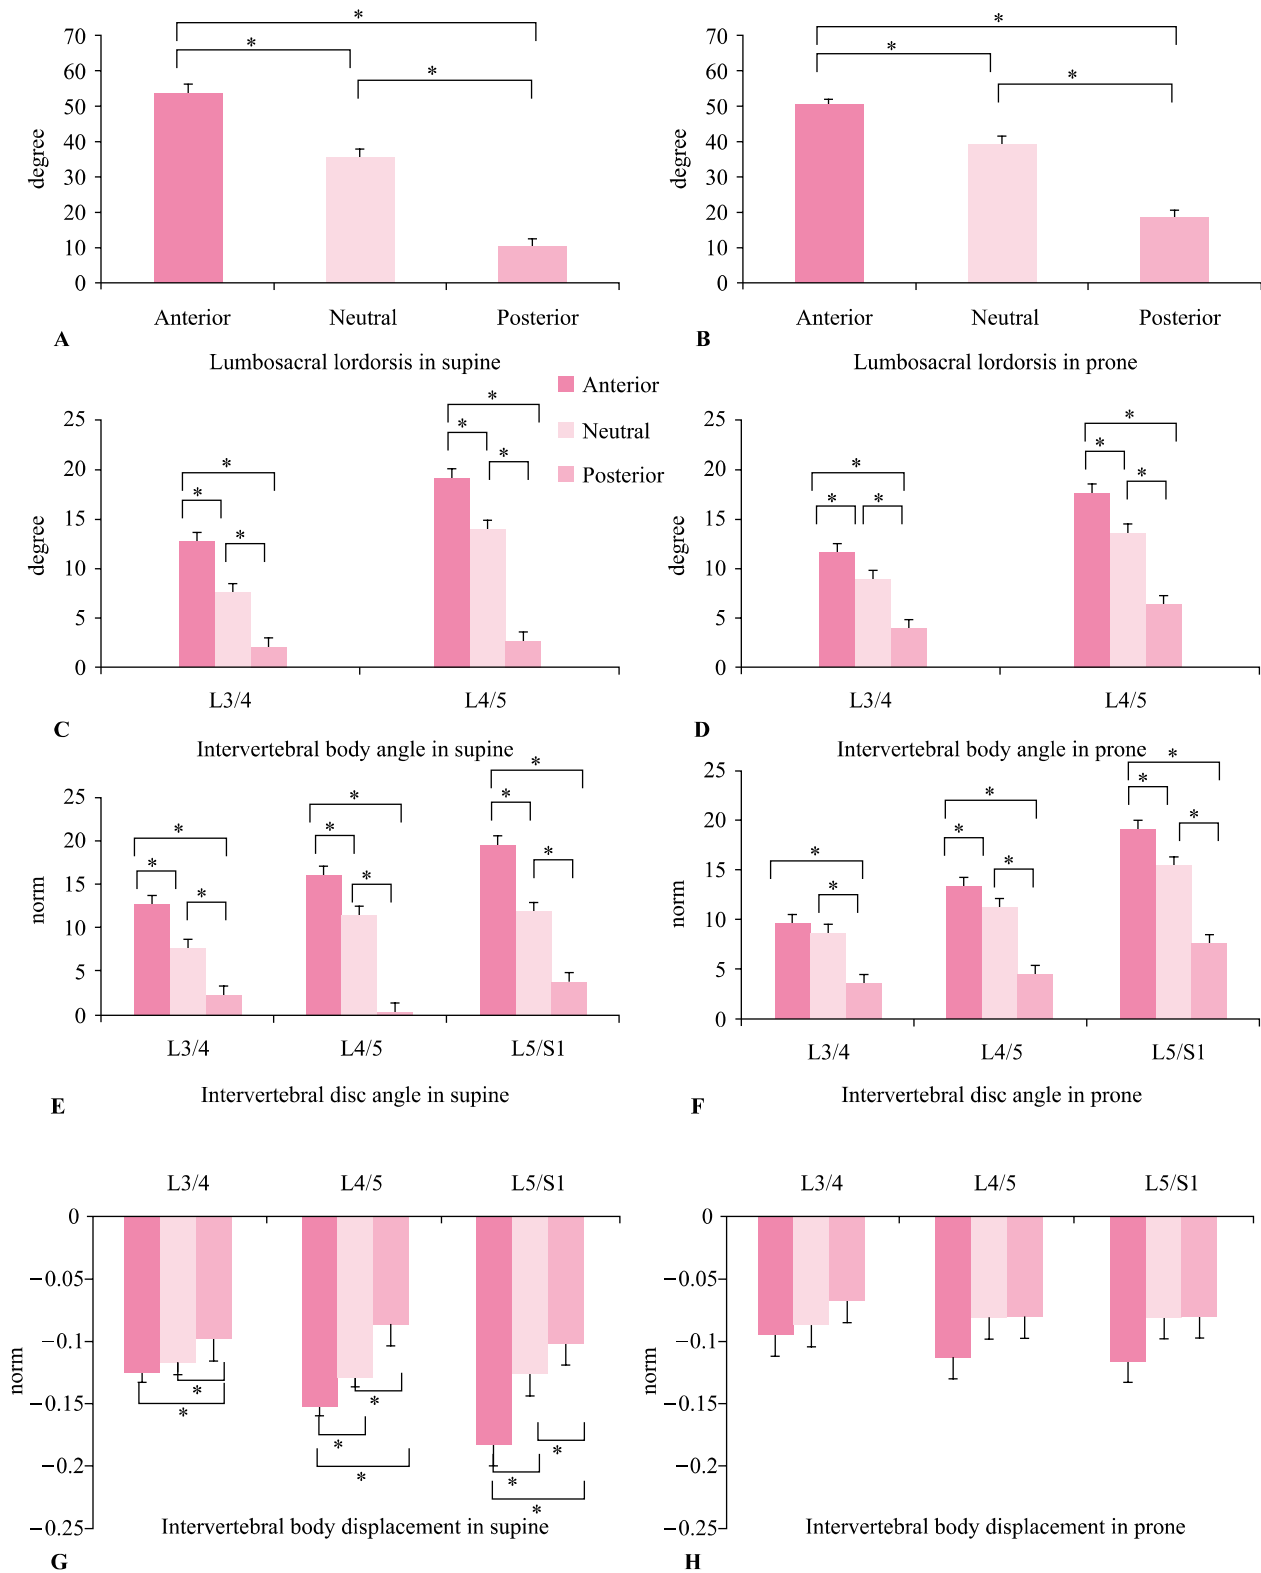 *
*
*
70
60
50
40
30
20
10
0
degree
Anterior Neutral Posterior
A
Lumbosacral lordorsis in supine
*
*
*
70
60
50
40
30
20
10
0
degree
Anterior Neutral Posterior
B
Lumbosacral lordorsis in prone
Anterior
Neutral
Posterior
25
20
15
10
5
0
degree
*
*
*
*
*
*
L3/4 L4/5
C
Intervertebral body angle in supine
25
20
15
10
5
0
degree
*
*
*
*
*
*
L3/4 L4/5
D
Intervertebral body angle in prone
25
20
15
10
5
0
norm
*
*
*
*
*
*
*
*
*
L3/4 L4/5 L5/S1
E
Intervertebral disc angle in supine
25
20
15
10
5
0
norm
*
*
*
*
*
*
*
*
L3/4 L4/5 L5/S1
F
Intervertebral disc angle in prone
L3/4 L4/5 L5/S1
0
−0.05
−0.1
−0.15
−0.2
−0.25
norm
*
*
*
*
*
*
*
*
Intervertebral body displacement in supine
G
L3/4 L4/5 L5/S1
0
−0.05
−0.1
−0.15
−0.2
−0.25
norm
Intervertebral body displacement in prone
H